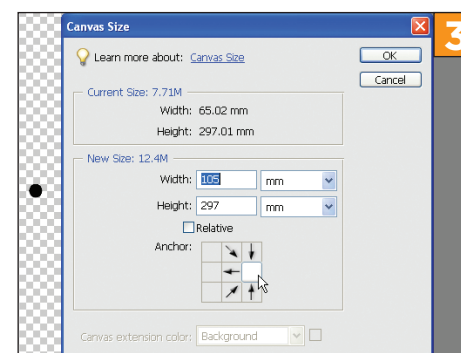 Canvas Size
3
Learn more about: Canvas Size
OK
Cancel
Current Size: 7.71M
Width: 65.02 mm
Height: 297.01 mm
New Size: 12.4M
Width: 105 mm
Height: 297 mm
Relative
Anchor:
Canvas extension color: Background